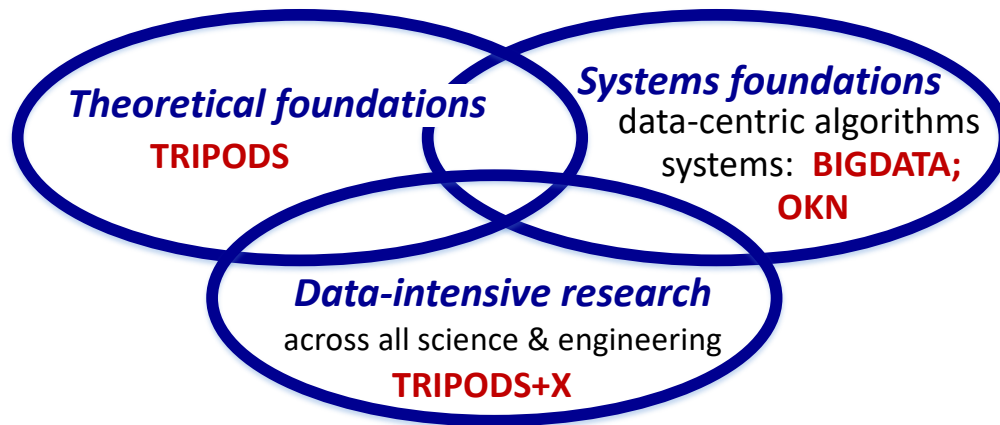 Theoretical foundations
TRIPODS
Systems foundations
data-centric algorithms
systems: BIGDATA;
OKN
Data-intensive research
across all science & engineering
TRIPODS+X